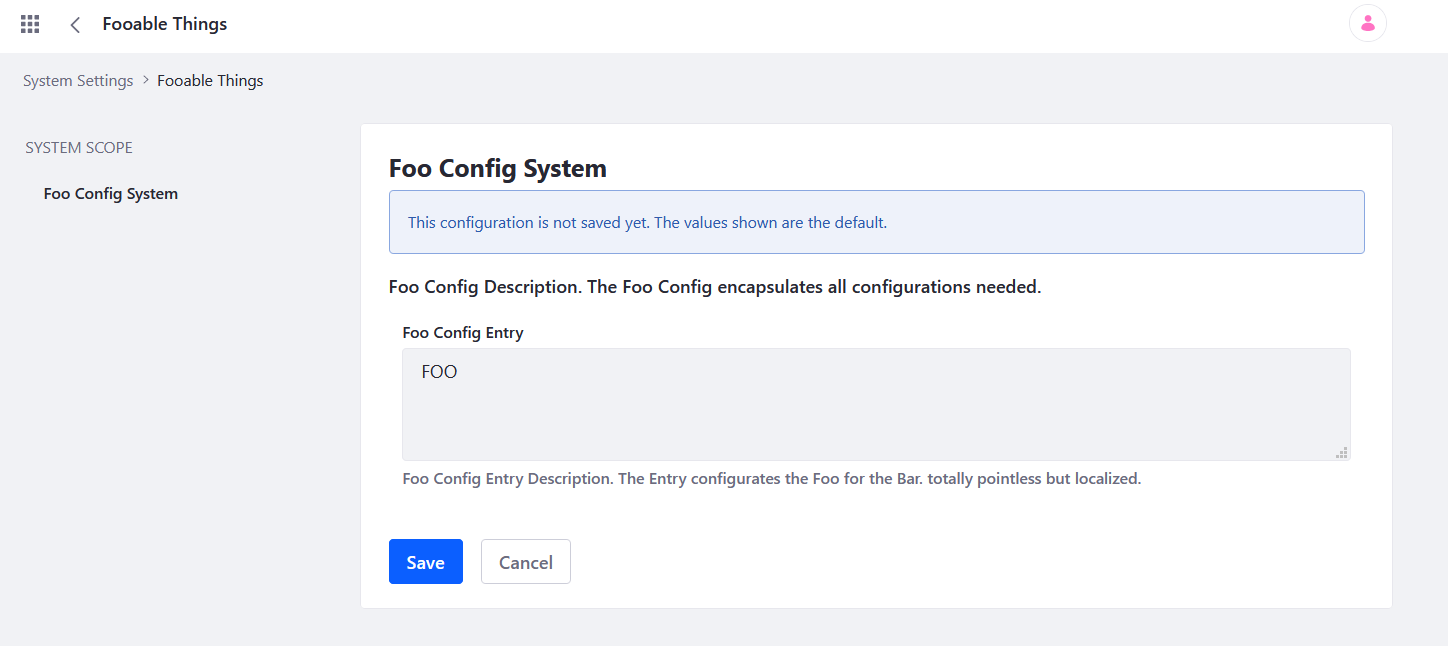 Fooable Things
System Settings > Fooable Things
SYSTEM SCOPE
Foo Config System
Foo Config System
This configuration is not saved yet. The values shown are the default.
Foo Config Description. The Foo Config encapsulates all configurations needed.
Foo Config Entry
FOO
Foo Config Entry Description. The Entry configurates the Foo for the Bar. totally pointless but localized.
Save Cancel